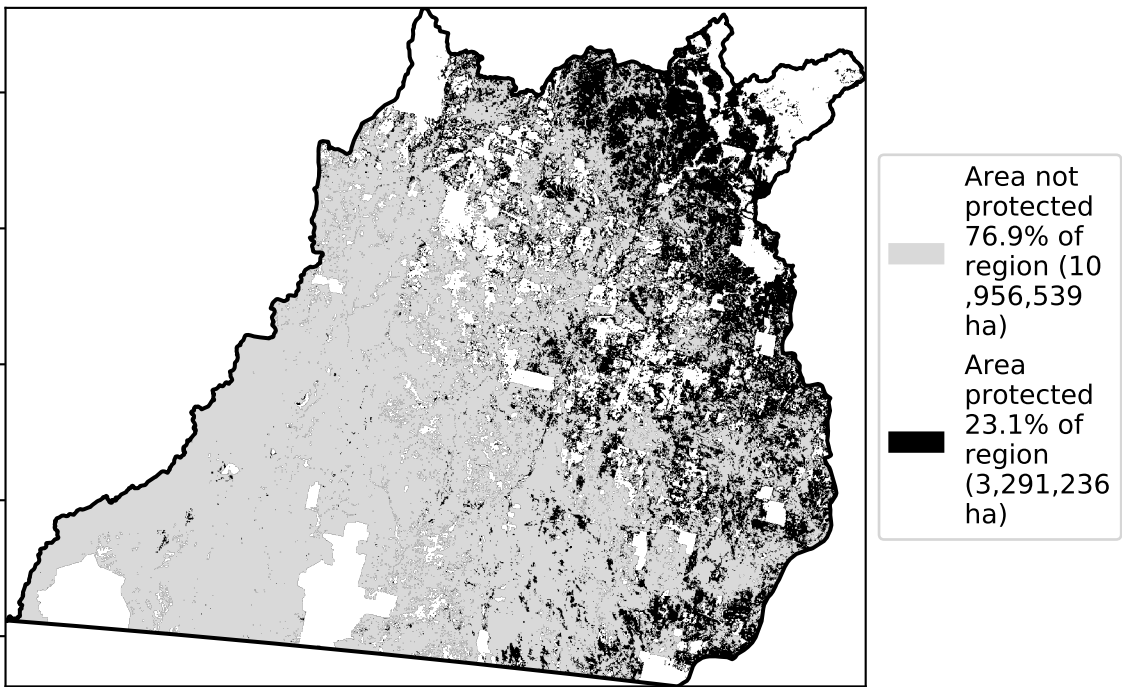 Area not
protected
76.9% of
region (10
,956,539
ha)
Area
protected
23.1% of
region
(3,291,236
ha)